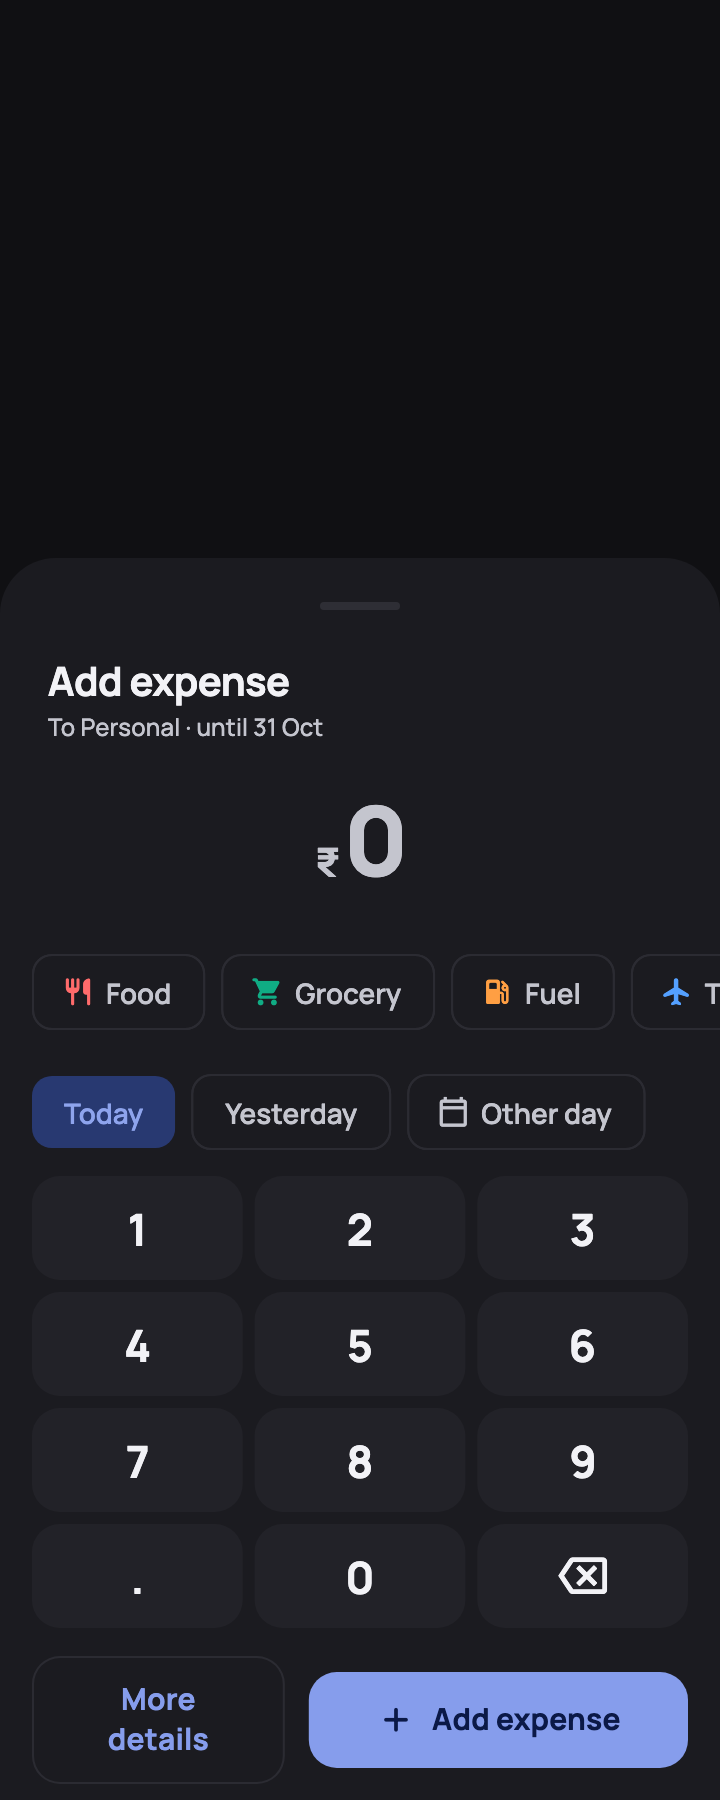 Add expense
To Personal · until 31 Oct
₹0
Food Grocery Fuel T
Today Yesterday Other day
1 2 3
4 5 6
7 8 9
. 0
More
details
+ Add expense